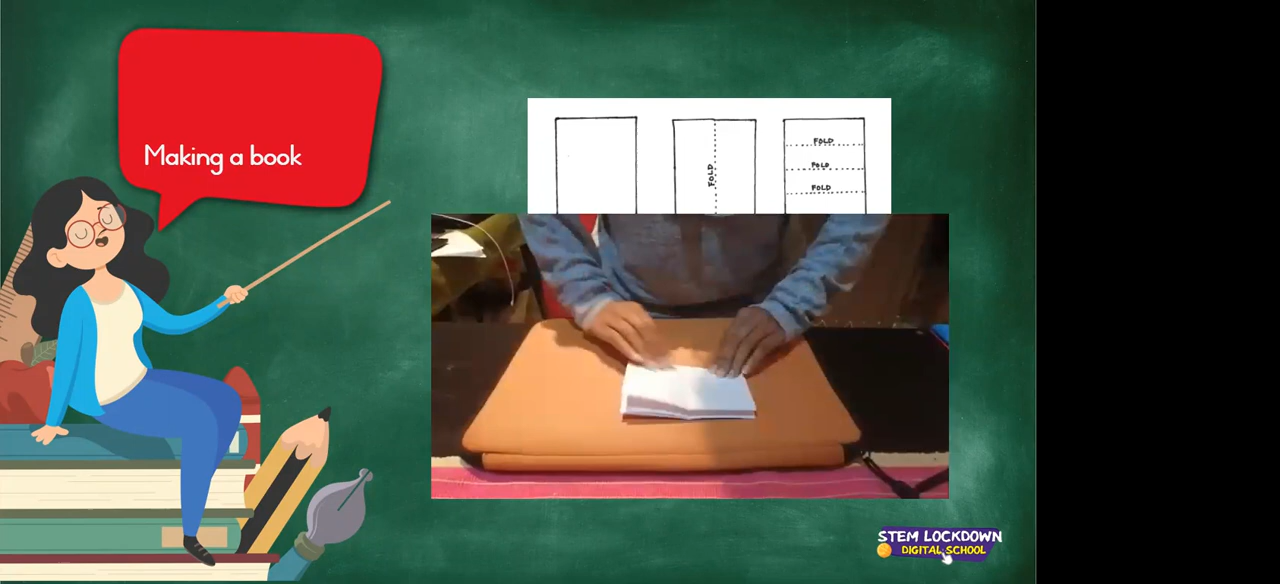 Making a book
FOLD
FOLD
FOLD
FOLD
STEM LOCKDOWN
DIGITAL SCHOOL